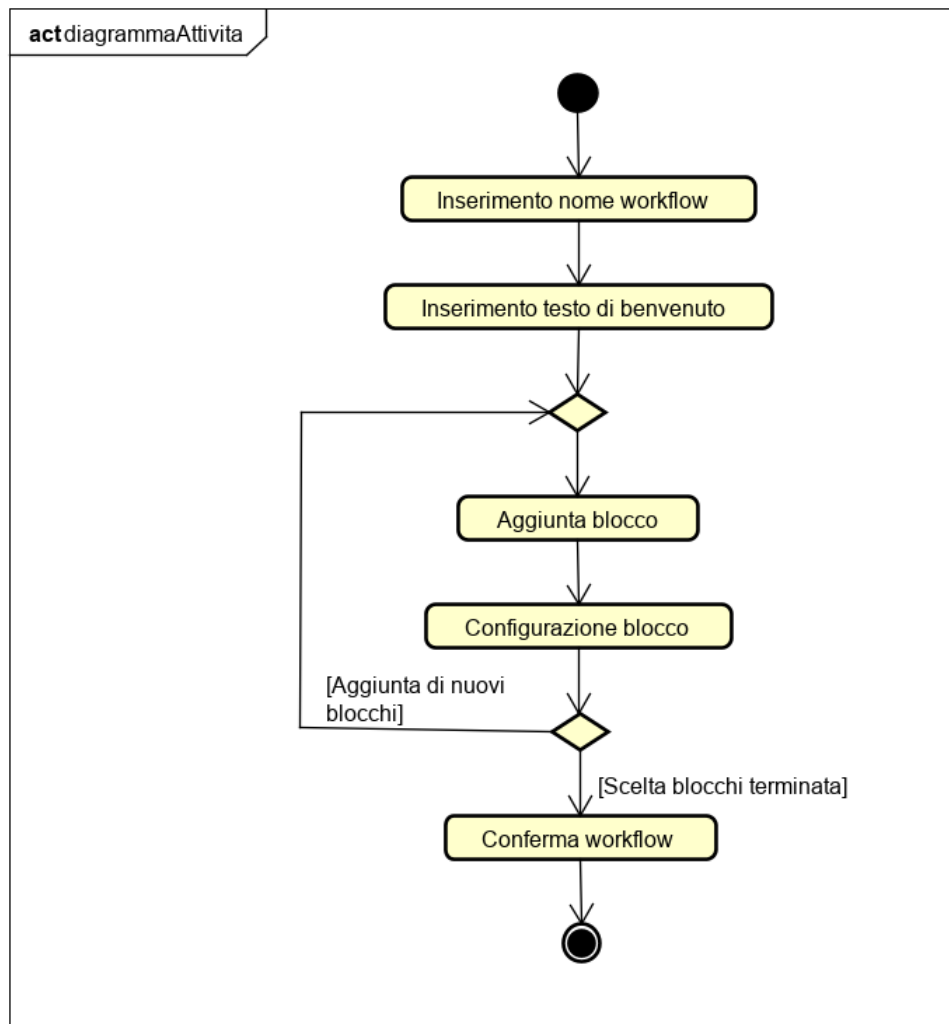 act diagrammaAttivita
Inserimento nome workflow
Inserimento testo di benvenuto
Aggiunta blocco
Configurazione blocco
[Aggiunta di nuovi
blocchi]
[Scelta blocchi terminata]
Conferma workflow